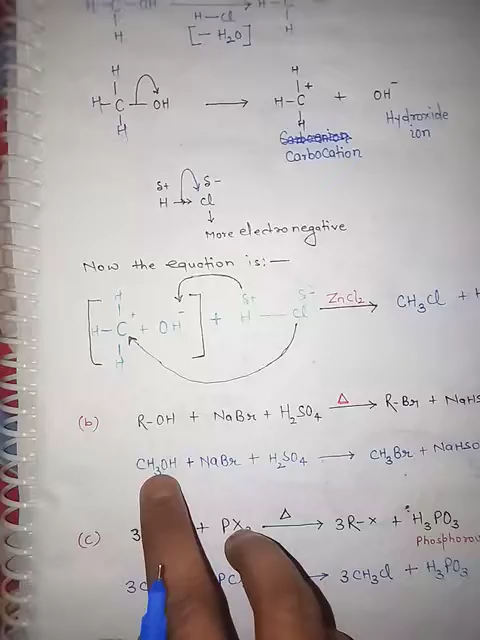 H-C-OH H-Cl H-C
H [-H₂O] H
H H
H-C-OH ⟶ H-C⁺ + OH⁻
H H Hydroxide
Carbocation ion
δ+ δ-
H ↠ Cl
↓
More electronegative
Now the equation is:—
H δ+ δ-
[H-C⁺ + OH⁻] + H — Cl ZnCl₂⟶ CH₃Cl + H
H
(b) R-OH + NaBr + H₂SO₄ Δ⟶ R-Br + NaHS
CH₃OH + NaBr + H₂SO₄ ⟶ CH₃Br + NaHSO
(c) 3 + PX₃ Δ⟶ 3R-x + H₃PO₃
Phosphorou
3C PC ⟶ 3CH₃Cl + H₃PO₃